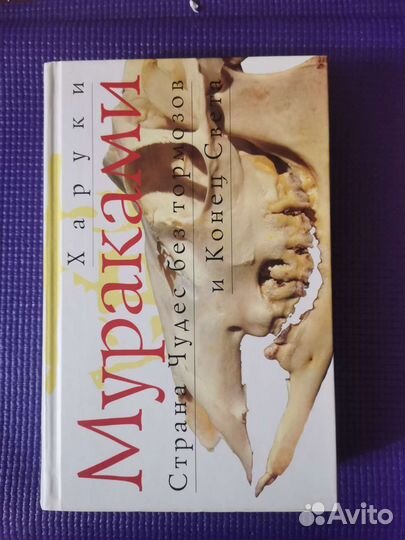 Харуки
Мураками
Страна Чудес без тормозов
и Конец Света
Avito